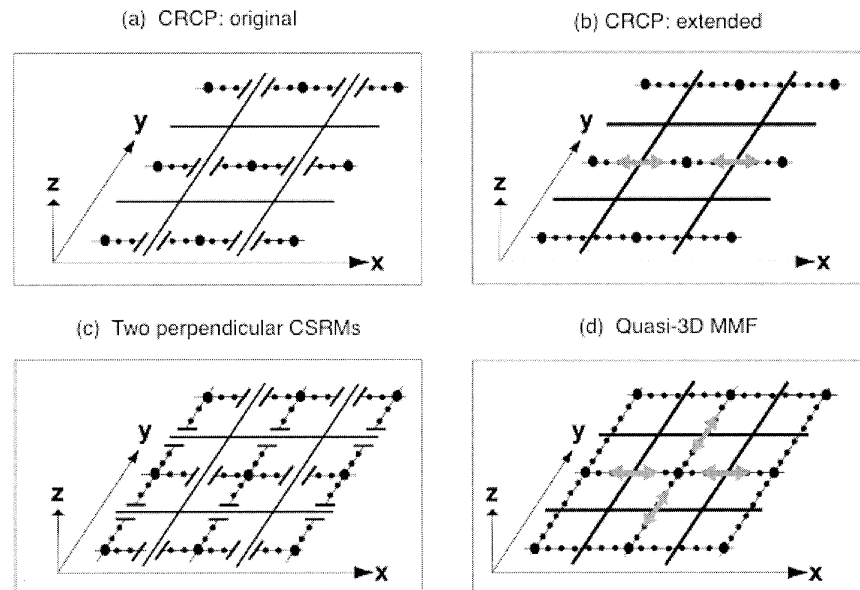 (a) CRCP: original
(b) CRCP: extended
y
z
x
y
z
x
(c) Two perpendicular CSRMs
(d) Quasi-3D MMF
y
z
x
y
z
x